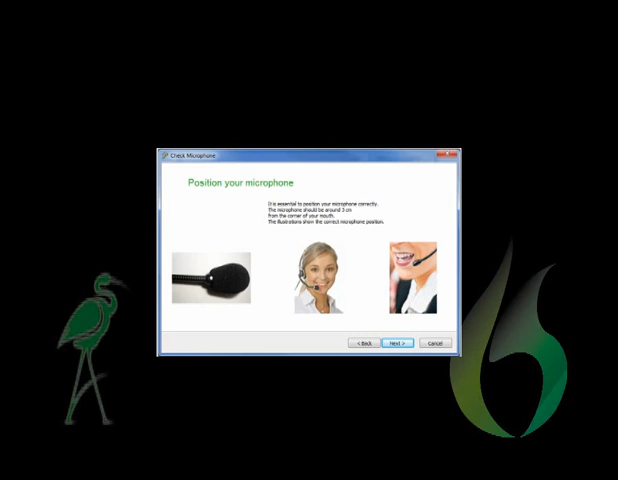 Check Microphone
Position your microphone
It is essential to position your microphone correctly.
The microphone should be around 3 cm
from the corner of your mouth.
The illustrations show the correct microphone position.
< Back
Next >
Cancel